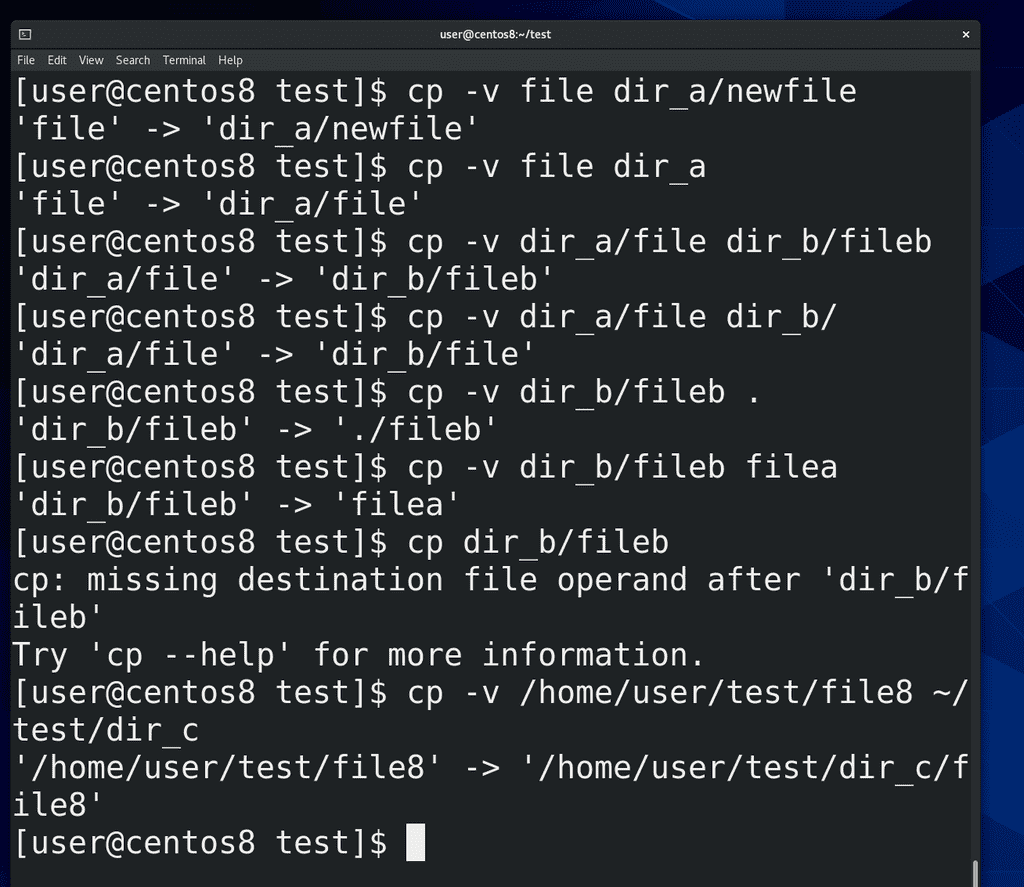 user@centos8:~/test
File Edit View Search Terminal Help
[user@centos8 test]$ cp -v file dir_a/newfile
'file' -> 'dir_a/newfile'
[user@centos8 test]$ cp -v file dir_a
'file' -> 'dir_a/file'
[user@centos8 test]$ cp -v dir_a/file dir_b/fileb
'dir_a/file' -> 'dir_b/fileb'
[user@centos8 test]$ cp -v dir_a/file dir_b/
'dir_a/file' -> 'dir_b/file'
[user@centos8 test]$ cp -v dir_b/fileb .
'dir_b/fileb' -> './fileb'
[user@centos8 test]$ cp -v dir_b/fileb filea
'dir_b/fileb' -> 'filea'
[user@centos8 test]$ cp dir_b/fileb
cp: missing destination file operand after 'dir_b/f
ileb'
Try 'cp --help' for more information.
[user@centos8 test]$ cp -v /home/user/test/file8 ~/
test/dir_c
'/home/user/test/file8' -> '/home/user/test/dir_c/f
ile8'
[user@centos8 test]$